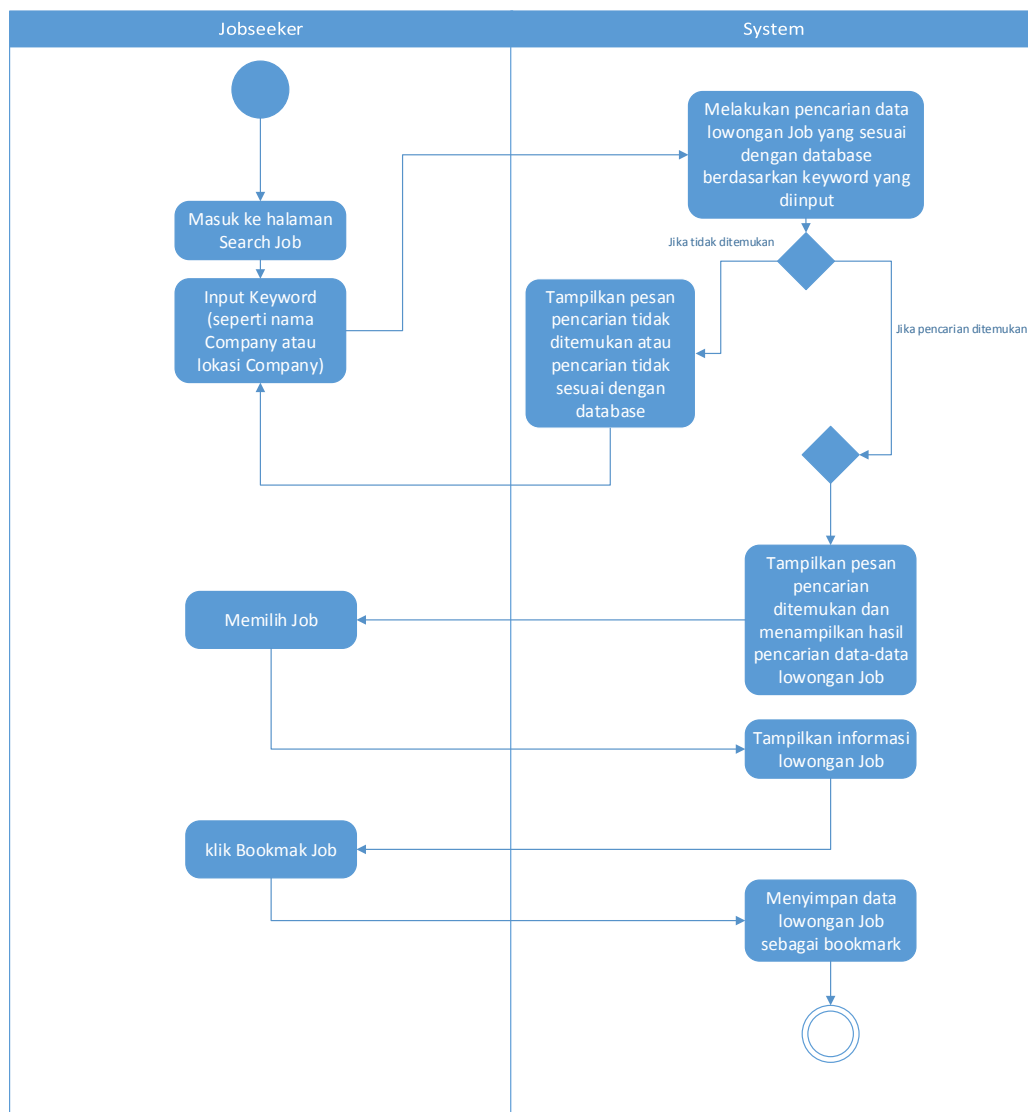 Jobseeker
System
Melakukan pencarian data
lowongan Job yang sesuai
dengan database
berdasarkan keyword yang
diinput
Masuk ke halaman
Search Job
Jika tidak ditemukan
Input Keyword
(seperti nama
Company atau
lokasi Company)
Tampilkan pesan
pencarian tidak
ditemukan atau
pencarian tidak
sesuai dengan
database
Jika pencarian ditemukan
Tampilkan pesan
pencarian
ditemukan dan
menampilkan hasil
pencarian data-data
lowongan Job
Memilih Job
Tampilkan informasi
lowongan Job
klik Bookmak Job
Menyimpan data
lowongan Job
sebagai bookmark